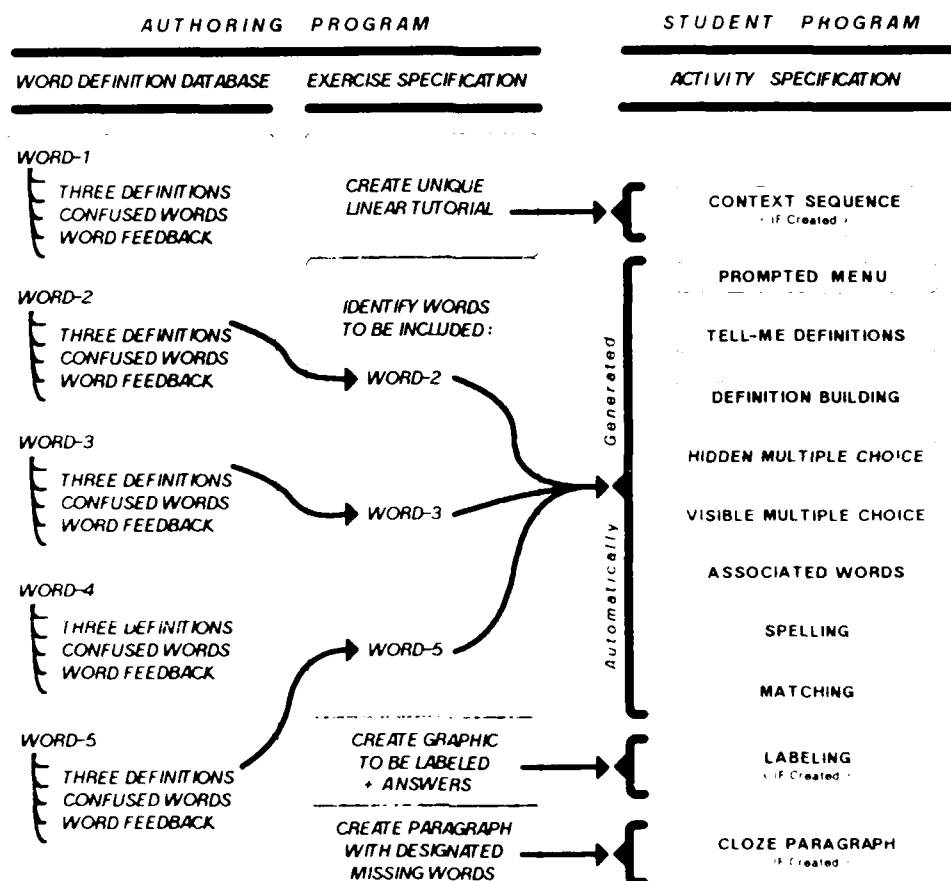 AUTHORING PROGRAM
STUDENT PROGRAM
WORD DEFINITION DATABASE
EXERCISE SPECIFICATION
ACTIVITY SPECIFICATION
WORD-1
THREE DEFINITIONS
CONFUSED WORDS
WORD FEEDBACK
WORD-2
THREE DEFINITIONS
CONFUSED WORDS
WORD FEEDBACK
WORD-3
THREE DEFINITIONS
CONFUSED WORDS
WORD FEEDBACK
WORD-4
THREE DEFINITIONS
CONFUSED WORDS
WORD FEEDBACK
WORD-5
THREE DEFINITIONS
CONFUSED WORDS
WORD FEEDBACK
CREATE UNIQUE
LINEAR TUTORIAL
IDENTIFY WORDS
TO BE INCLUDED:
WORD-2
WORD-3
WORD-5
CREATE GRAPHIC
TO BE LABELED
+ ANSWERS
CREATE PARAGRAPH
WITH DESIGNATED
MISSING WORDS
Automatically Generated
CONTEXT SEQUENCE
< IF Created >
PROMPTED MENU
TELL-ME DEFINITIONS
DEFINITION BUILDING
HIDDEN MULTIPLE CHOICE
VISIBLE MULTIPLE CHOICE
ASSOCIATED WORDS
SPELLING
MATCHING
LABELING
< IF Created >
CLOZE PARAGRAPH
IF Created >